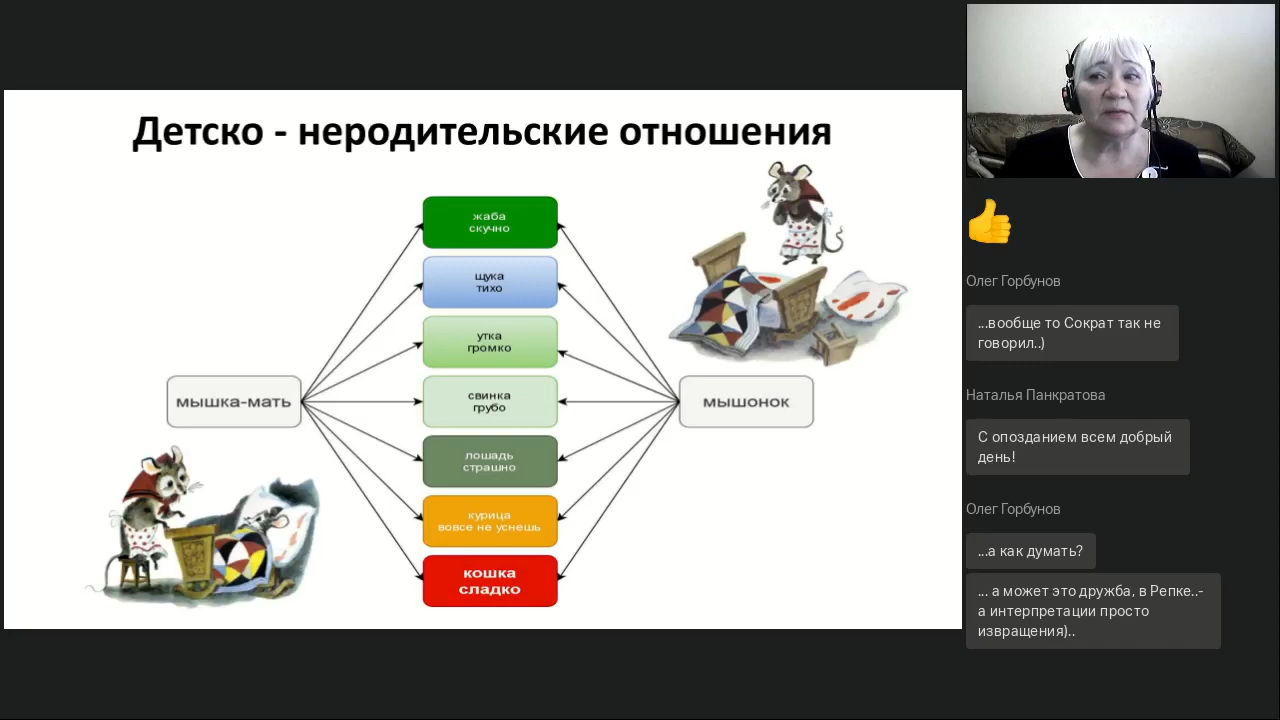 Детско - неродительские отношения
жаба
скучно
щука
тихо
утка
громко
свинка
грубо
лошадь
страшно
курица
вовсе не уснешь
кошка
сладко
мышка-мать
мышонок
Олег Горбунов
...вообще то Сократ так не
говорил..)
Наталья Панкратова
С опозданием всем добрый
день!
Олег Горбунов
...а как думать?
... а может это дружба, в Репке..-
а интерпретации просто
извращения)..